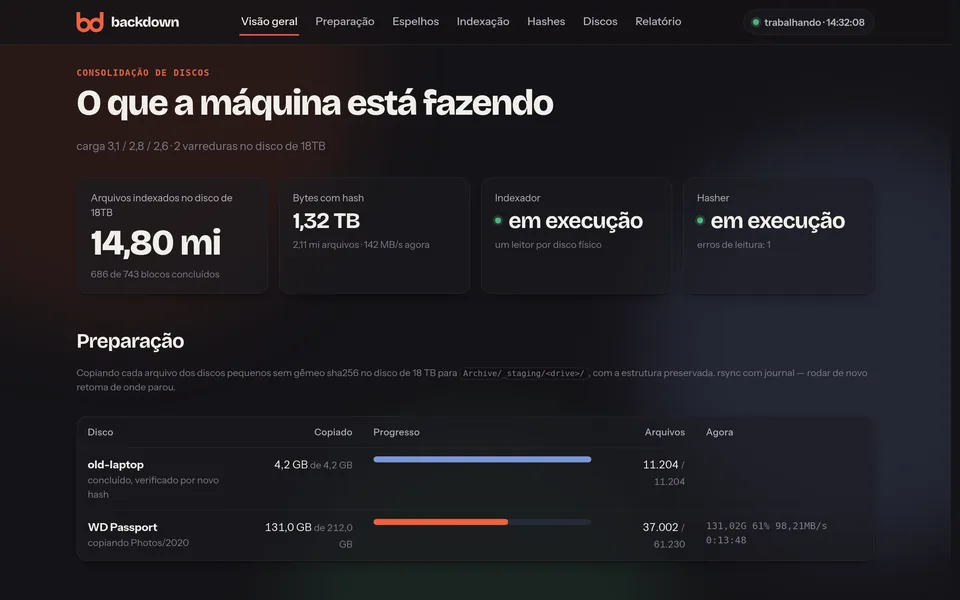 backdown
Visão geral
Preparação
Espelhos
Indexação
Hashes
Discos
Relatório
trabalhando · 14:32:08
CONSOLIDAÇÃO DE DISCOS
O que a máquina está fazendo
carga 3,1 / 2,8 / 2,6 · 2 varreduras no disco de 18TB
Arquivos indexados no disco de
18TB
14,80 mi
686 de 743 blocos concluídos
Bytes com hash
1,32 TB
2,11 mi arquivos · 142 MB/s agora
Indexador
em execução
um leitor por disco físico
Hasher
em execução
erros de leitura: 1
Preparação
Copiando cada arquivo dos discos pequenos sem gêmeo sha256 no disco de 18 TB para Archive/_staging/<drive>/ , com a estrutura preservada. rsync com journal — rodar de novo
retoma de onde parou.
Disco Copiado Progresso Arquivos Agora
old-laptop
concluído, verificado por novo
hash
4,2 GB de 4,2 GB
11.204 /
11.204
WD Passport
copiando Photos/2020
131,0 GB de 212,0
GB
37.002 /
61.230
131,02G 61% 98,21MB/s
0:13:48